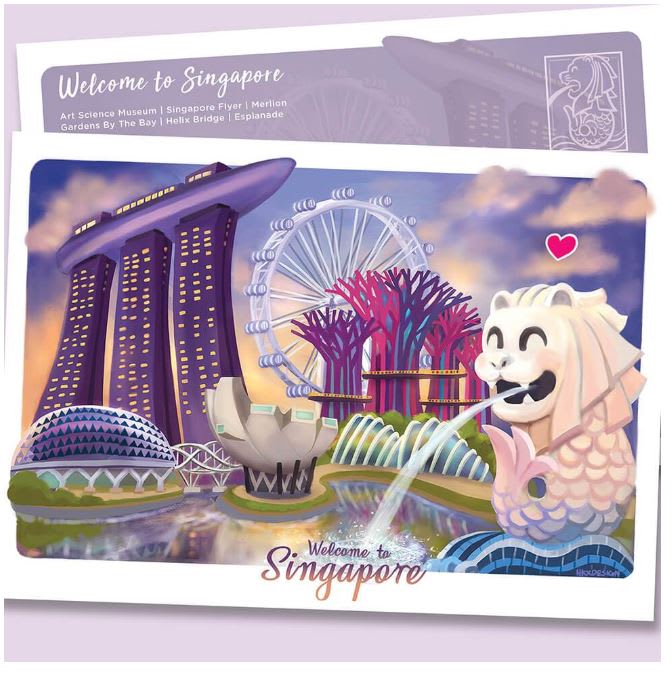 Welcome to Singapore
Art Science Museum | Singapore Flyer | Merlion
Gardens By The Bay | Helix Bridge | Esplanade
Welcome to
Singapore
HKXDESIGN